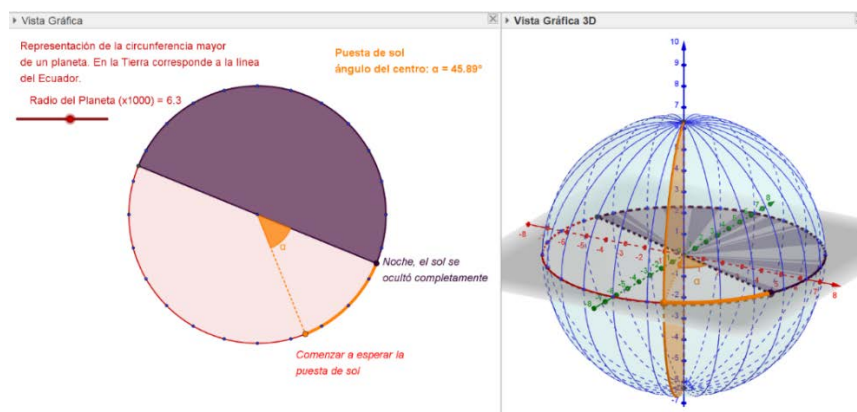 Vista Gráfica
Representación de la circunferencia mayor
de un planeta. En la Tierra corresponde a la línea
del Ecuador.
Radio del Planeta (x1000) = 6.3
Puesta de sol
ángulo del centro: α = 45.89°
α
Noche, el sol se
ocultó completamente
Comenzar a esperar la
puesta de sol
Vista Gráfica 3D
10
9
8
7
α
8
-7